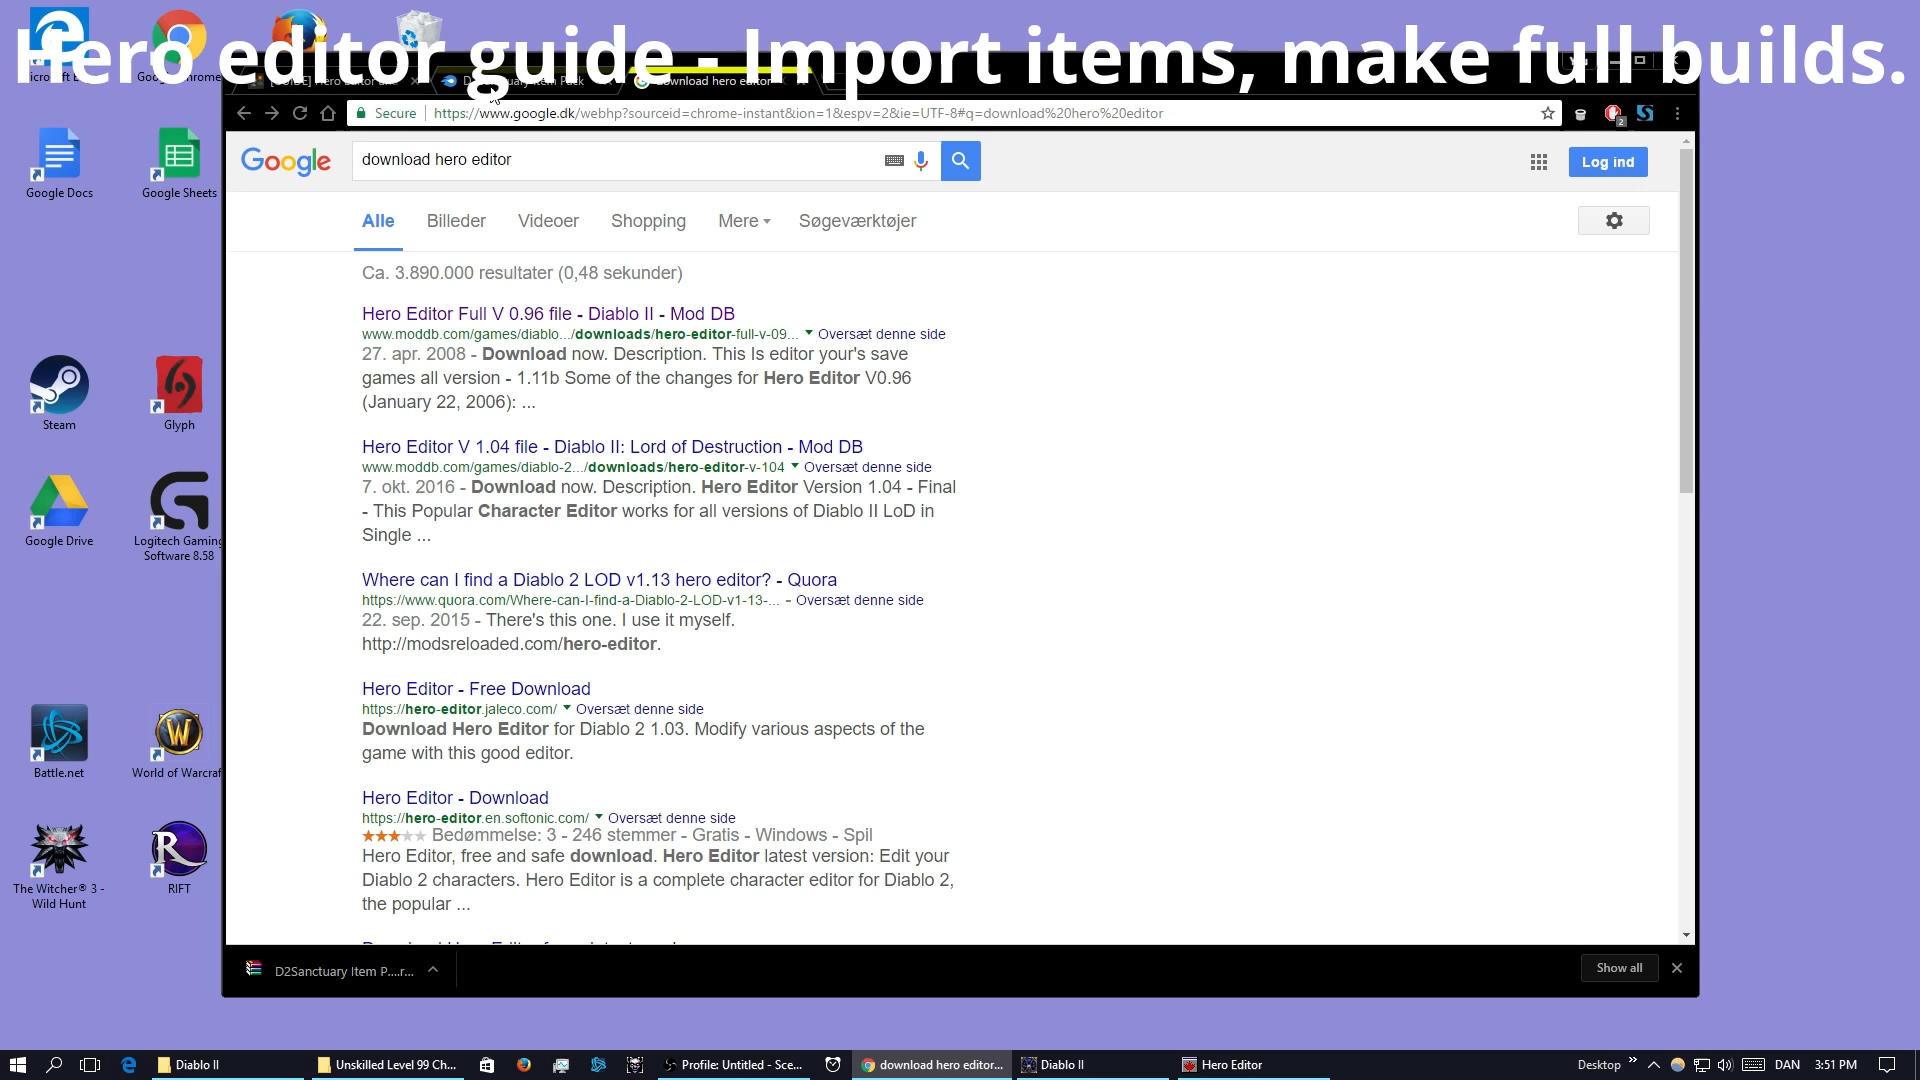 Hero editor guide - Import items, make full builds.
download hero editor
Secure
https://www.google.dk/webhp?sourceid=chrome-instant&ion=1&espv=2&ie=UTF-8#q=download%20hero%20editor
Google
download hero editor
Log ind
Alle
Billeder
Videoer
Shopping
Mere
Søgeværktøjer
Ca. 3.890.000 resultater (0,48 sekunder)
Hero Editor Full V 0.96 file - Diablo II - Mod DB
www.moddb.com/games/diablo.../downloads/hero-editor-full-v-09... Oversæt denne side
27. apr. 2008 - Download now. Description. This Is editor your's save
games all version - 1.11b Some of the changes for Hero Editor V0.96
(January 22, 2006): ...
Hero Editor V 1.04 file - Diablo II: Lord of Destruction - Mod DB
www.moddb.com/games/diablo-2.../downloads/hero-editor-v-104 Oversæt denne side
7. okt. 2016 - Download now. Description. Hero Editor Version 1.04 - Final
- This Popular Character Editor works for all versions of Diablo II LoD in
Single ...
Where can I find a Diablo 2 LOD v1.13 hero editor? - Quora
https://www.quora.com/Where-can-I-find-a-Diablo-2-LOD-v1-13-... - Oversæt denne side
22. sep. 2015 - There's this one. I use it myself.
http://modsreloaded.com/hero-editor.
Hero Editor - Free Download
https://hero-editor.jaleco.com/ Oversæt denne side
Download Hero Editor for Diablo 2 1.03. Modify various aspects of the
game with this good editor.
Hero Editor - Download
https://hero-editor.en.softonic.com/ Oversæt denne side
Bedømmelse: 3 - 246 stemmer - Gratis - Windows - Spil
Hero Editor, free and safe download. Hero Editor latest version: Edit your
Diablo 2 characters. Hero Editor is a complete character editor for Diablo 2,
the popular ...
D2Sanctuary Item P....r...
Show all
Google Docs
Google Sheets
Steam
Glyph
Google Drive
Logitech Gaming
Software 8.58
Battle.net
World of Warcraf
The Witcher® 3 -
Wild Hunt
RIFT
Diablo II
Unskilled Level 99 Ch...
Profile: Untitled - Sce...
download hero editor...
Diablo II
Hero Editor
Desktop
DAN
3:51 PM